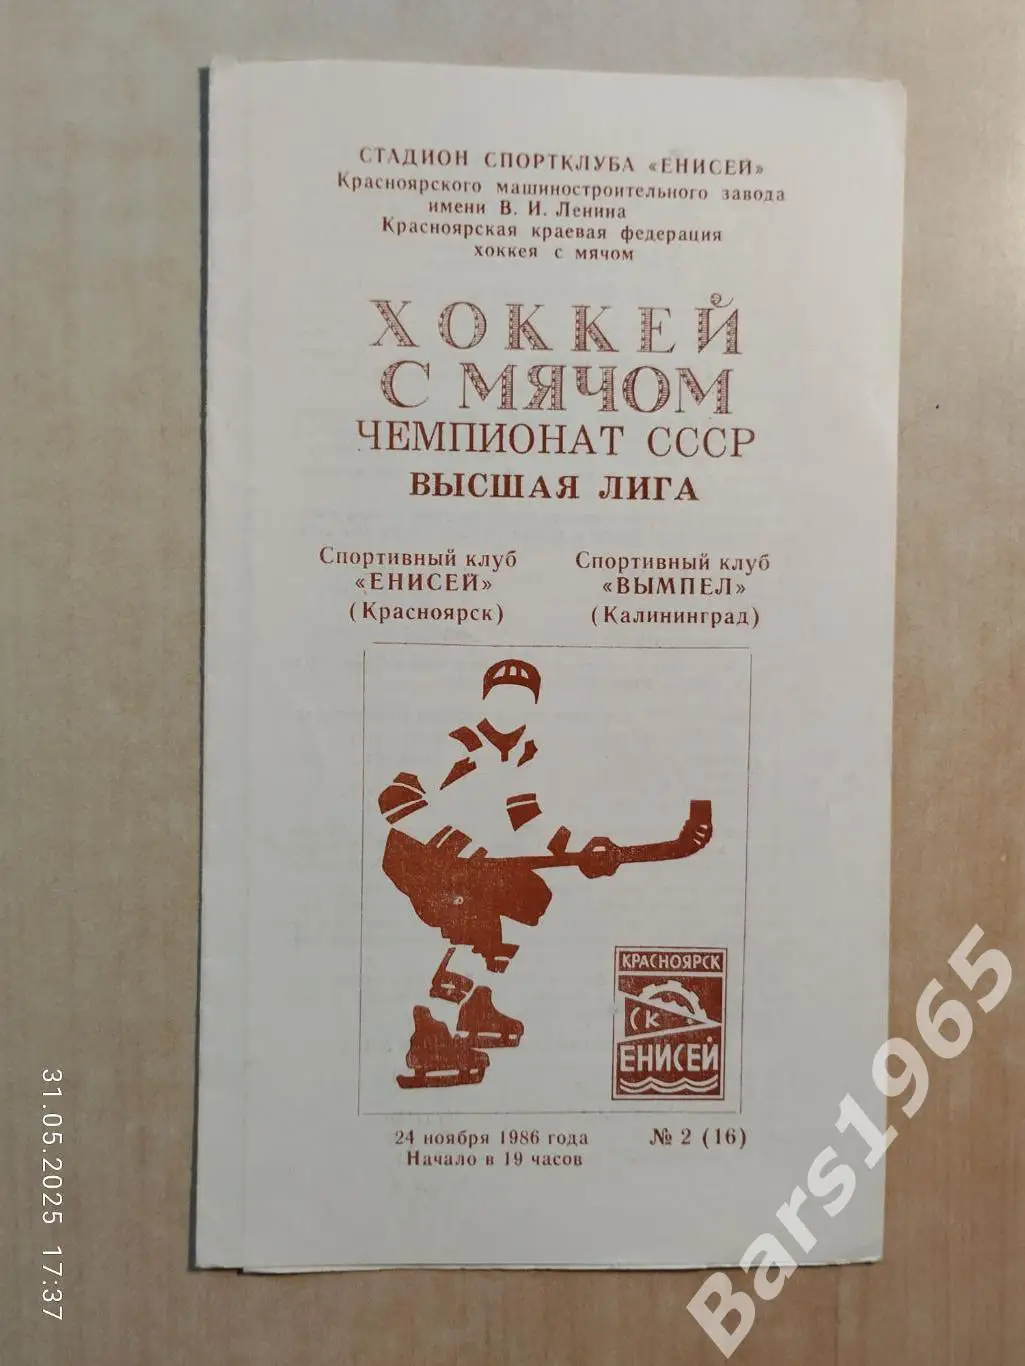 СТАДИОН СПОРТКЛУБА «ЕНИСЕЙ»
Красноярского машиностроительного завода
имени В. И. Ленина
Красноярская краевая федерация
хоккея с мячом
ХОККЕЙ
С МЯЧОМ
ЧЕМПИОНАТ СССР
ВЫСШАЯ ЛИГА
Спортивный клуб
«ЕНИСЕЙ»
(Красноярск)
Спортивный клуб
«ВЫМПЕЛ»
(Калининград)
КРАСНОЯРСК
СК
ЕНИСЕЙ
24 ноября 1986 года
Начало в 19 часов
№ 2 (16)
31.05.2025 17:37
Bars1965